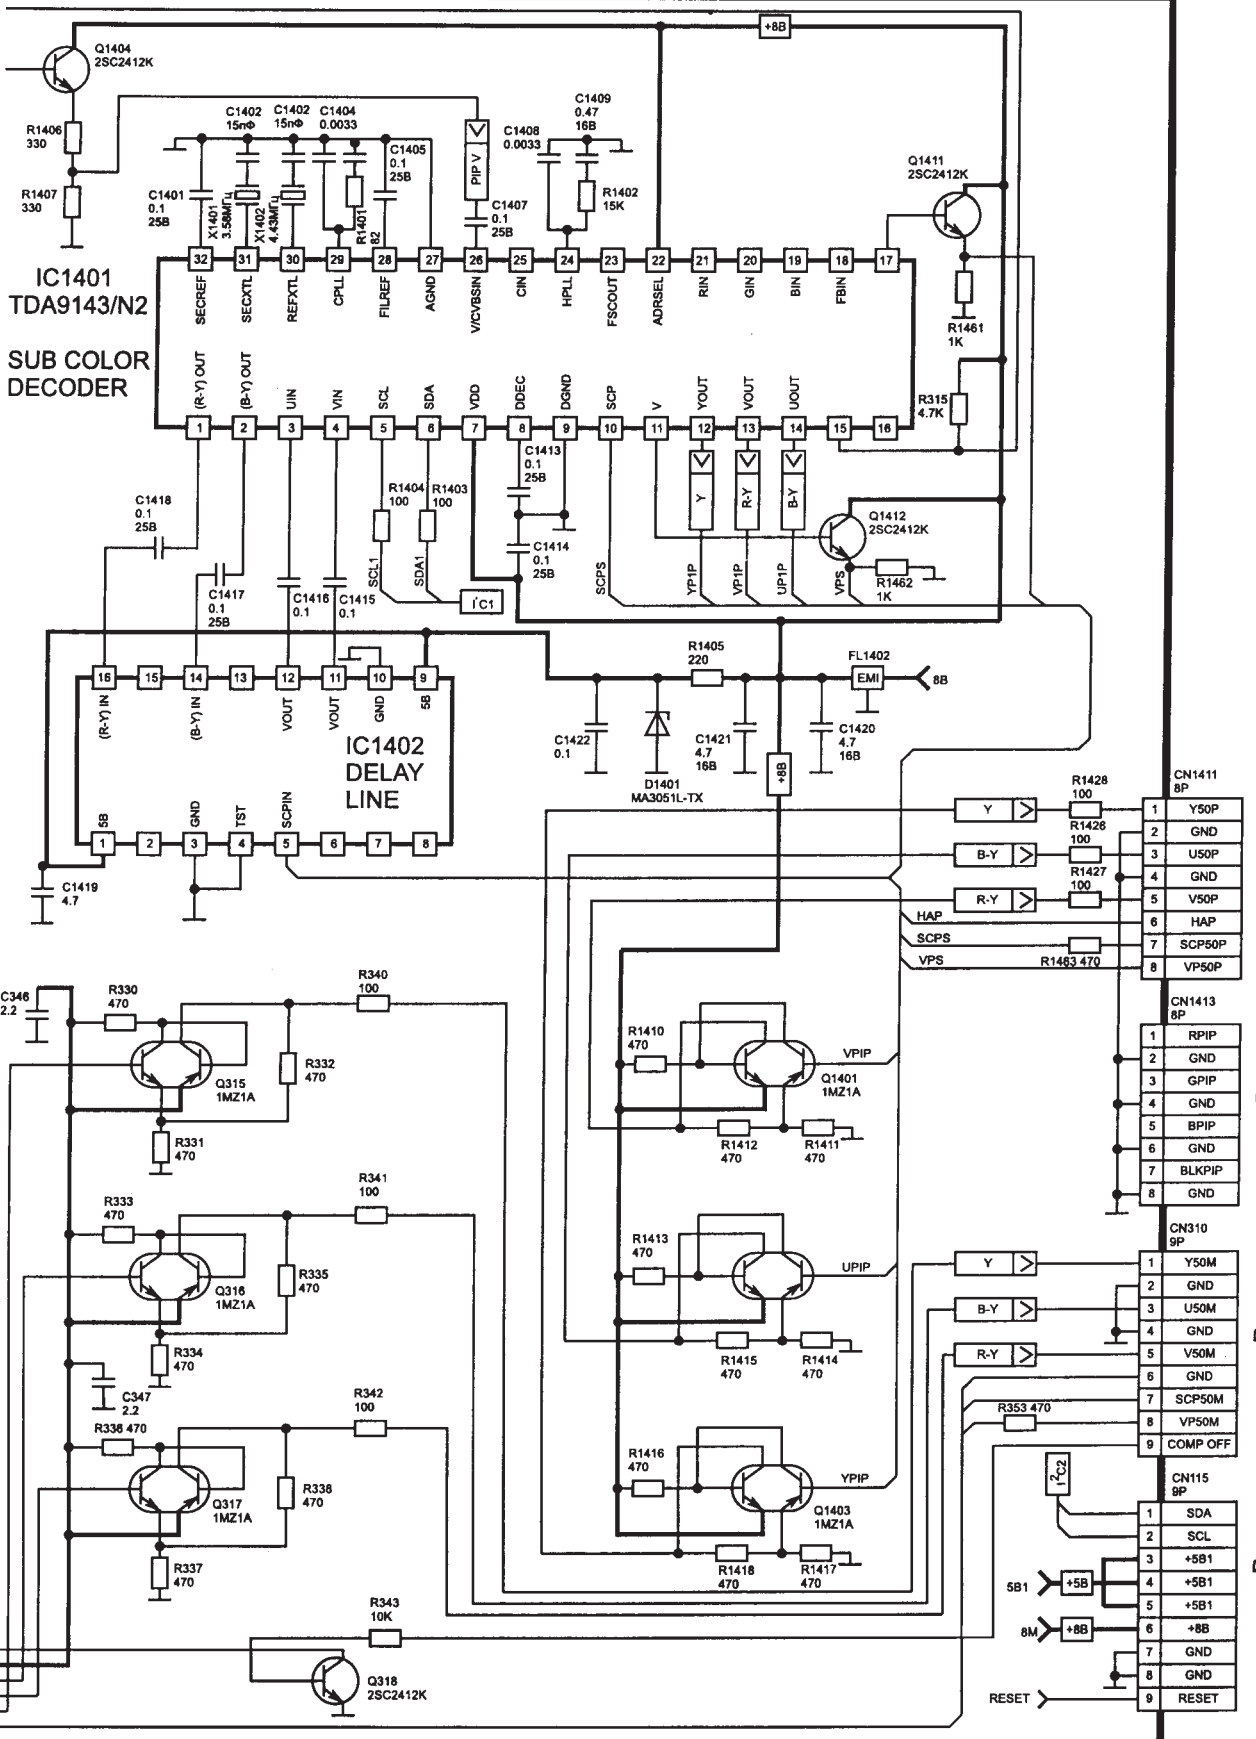 +8B
Q1404
2SC2412K
R1406
330
R1407
330
C1402
15пФ
C1402
15пФ
C1404
0.0033
C1405
0.1
25B
C1401
0.1
25B
X1401
3.58МГц
X1402
4.43МГц
R1401
82
PIP V
C1407
0.1
25B
C1408
0.0033
C1409
0.47
16B
R1402
15K
Q1411
2SC2412K
R1461
1K
IC1401
TDA9143/N2
SUB COLOR
DECODER
32 31 30 29 28 27 26 25 24 23 22 21 20 19 18 17
SECREF
SECXTL
REFXTL
CPLL
FILREF
AGND
V/CVBSIN
CIN
HPLL
FSCOUT
ADRSEL
RIN
GIN
BIN
FBIN
(R-Y) OUT
(B-Y) OUT
UIN
VIN
SCL
SDA
VDD
DDEC
DGND
SCP
V
YOUT
VOUT
UOUT
1 2 3 4 5 6 7 8 9 10 11 12 13 14 15 16
R315
4.7K
C1418
0.1
25B
C1417
0.1
25B
C1416
0.1
C1415
0.1
R1404
100
R1403
100
SCL1
SDA1
I²C1
C1413
0.1
25B
C1414
0.1
25B
SCPS
Y
R-Y
B-Y
YP1P
VP1P
UP1P
VPS
Q1412
2SC2412K
R1462
1K
16 15 14 13 12 11 10 9
(R-Y) IN
(B-Y) IN
VOUT
VOUT
GND
5B
IC1402
DELAY
LINE
5B
GND
TST
SCPIN
1 2 3 4 5 6 7 8
C1419
4.7
R1405
220
FL1402
EMI
8B
C1422
0.1
D1401
MA3051L-TX
C1421
4.7
16B
+8B
C1420
4.7
16B
Y
B-Y
R-Y
R1428
100
R1426
100
R1427
100
HAP
SCPS
VPS
R1463 470
CN1411
8P
1 Y50P
2 GND
3 U50P
4 GND
5 V50P
6 HAP
7 SCP50P
8 VP50P
CN1413
8P
1 RPIP
2 GND
3 GPIP
4 GND
5 BPIP
6 GND
7 BLKPIP
8 GND
C346
2.2
R330
470
R340
100
Q315
1MZ1A
R332
470
R331
470
R1410
470
Q1401
1MZ1A
VPIP
R1412
470
R1411
470
R333
470
R341
100
Q316
1MZ1A
R335
470
R334
470
R1413
470
UPIP
R1415
470
R1414
470
C347
2.2
R336 470
R342
100
Q317
1MZ1A
R338
470
R337
470
R1416
470
YPIP
Q1403
1MZ1A
R1418
470
R1417
470
Y
B-Y
R-Y
R353 470
CN310
9P
1 Y50M
2 GND
3 U50M
4 GND
5 V50M
6 GND
7 SCP50M
8 VP50M
9 COMP OFF
I²C2
CN115
9P
1 SDA
2 SCL
3 +5B1
4 +5B1
5 +5B1
6 +8B
7 GND
8 GND
9 RESET
5B1
+5B
8M
+8B
RESET
R343
10K
Q318
2SC2412K